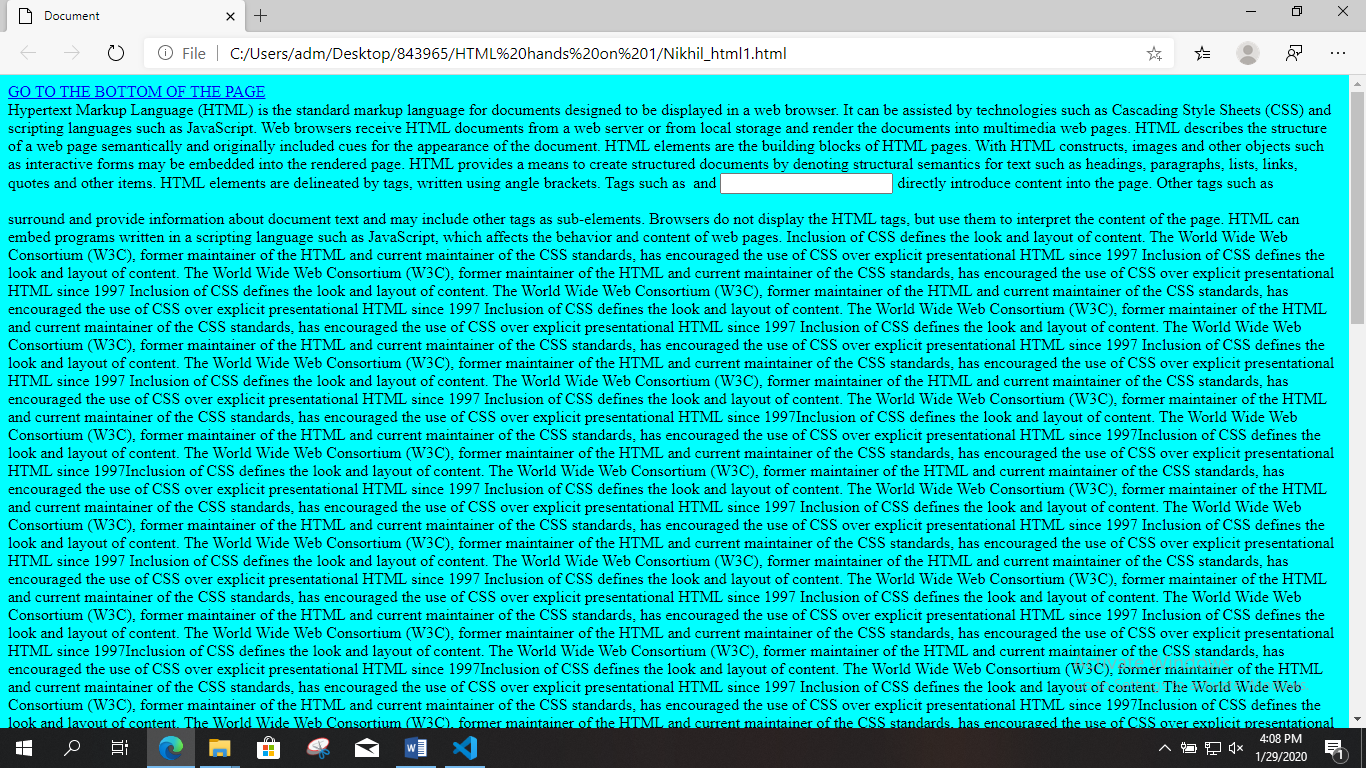 Document
File
C:/Users/adm/Desktop/843965/HTML%20hands%20on%201/Nikhil_html1.html
GO TO THE BOTTOM OF THE PAGE
Hypertext Markup Language (HTML) is the standard markup language for documents designed to be displayed in a web browser. It can be assisted by technologies such as Cascading Style Sheets (CSS) and
scripting languages such as JavaScript. Web browsers receive HTML documents from a web server or from local storage and render the documents into multimedia web pages. HTML describes the structure
of a web page semantically and originally included cues for the appearance of the document. HTML elements are the building blocks of HTML pages. With HTML constructs, images and other objects such
as interactive forms may be embedded into the rendered page. HTML provides a means to create structured documents by denoting structural semantics for text such as headings, paragraphs, lists, links,
quotes and other items. HTML elements are delineated by tags, written using angle brackets. Tags such as and directly introduce content into the page. Other tags such as
surround and provide information about document text and may include other tags as sub-elements. Browsers do not display the HTML tags, but use them to interpret the content of the page. HTML can
embed programs written in a scripting language such as JavaScript, which affects the behavior and content of web pages. Inclusion of CSS defines the look and layout of content. The World Wide Web
Consortium (W3C), former maintainer of the HTML and current maintainer of the CSS standards, has encouraged the use of CSS over explicit presentational HTML since 1997 Inclusion of CSS defines the
look and layout of content. The World Wide Web Consortium (W3C), former maintainer of the HTML and current maintainer of the CSS standards, has encouraged the use of CSS over explicit presentational
HTML since 1997 Inclusion of CSS defines the look and layout of content. The World Wide Web Consortium (W3C), former maintainer of the HTML and current maintainer of the CSS standards, has
encouraged the use of CSS over explicit presentational HTML since 1997 Inclusion of CSS defines the look and layout of content. The World Wide Web Consortium (W3C), former maintainer of the HTML
and current maintainer of the CSS standards, has encouraged the use of CSS over explicit presentational HTML since 1997 Inclusion of CSS defines the look and layout of content. The World Wide Web
Consortium (W3C), former maintainer of the HTML and current maintainer of the CSS standards, has encouraged the use of CSS over explicit presentational HTML since 1997 Inclusion of CSS defines the
look and layout of content. The World Wide Web Consortium (W3C), former maintainer of the HTML and current maintainer of the CSS standards, has encouraged the use of CSS over explicit presentational
HTML since 1997 Inclusion of CSS defines the look and layout of content. The World Wide Web Consortium (W3C), former maintainer of the HTML and current maintainer of the CSS standards, has
encouraged the use of CSS over explicit presentational HTML since 1997 Inclusion of CSS defines the look and layout of content. The World Wide Web Consortium (W3C), former maintainer of the HTML
and current maintainer of the CSS standards, has encouraged the use of CSS over explicit presentational HTML since 1997Inclusion of CSS defines the look and layout of content. The World Wide Web
Consortium (W3C), former maintainer of the HTML and current maintainer of the CSS standards, has encouraged the use of CSS over explicit presentational HTML since 1997Inclusion of CSS defines the
look and layout of content. The World Wide Web Consortium (W3C), former maintainer of the HTML and current maintainer of the CSS standards, has encouraged the use of CSS over explicit presentational
HTML since 1997Inclusion of CSS defines the look and layout of content. The World Wide Web Consortium (W3C), former maintainer of the HTML and current maintainer of the CSS standards, has
encouraged the use of CSS over explicit presentational HTML since 1997 Inclusion of CSS defines the look and layout of content. The World Wide Web Consortium (W3C), former maintainer of the HTML
and current maintainer of the CSS standards, has encouraged the use of CSS over explicit presentational HTML since 1997 Inclusion of CSS defines the look and layout of content. The World Wide Web
Consortium (W3C), former maintainer of the HTML and current maintainer of the CSS standards, has encouraged the use of CSS over explicit presentational HTML since 1997 Inclusion of CSS defines the
look and layout of content. The World Wide Web Consortium (W3C), former maintainer of the HTML and current maintainer of the CSS standards, has encouraged the use of CSS over explicit presentational
HTML since 1997 Inclusion of CSS defines the look and layout of content. The World Wide Web Consortium (W3C), former maintainer of the HTML and current maintainer of the CSS standards, has
encouraged the use of CSS over explicit presentational HTML since 1997 Inclusion of CSS defines the look and layout of content. The World Wide Web Consortium (W3C), former maintainer of the HTML
and current maintainer of the CSS standards, has encouraged the use of CSS over explicit presentational HTML since 1997 Inclusion of CSS defines the look and layout of content. The World Wide Web
Consortium (W3C), former maintainer of the HTML and current maintainer of the CSS standards, has encouraged the use of CSS over explicit presentational HTML since 1997 Inclusion of CSS defines the
look and layout of content. The World Wide Web Consortium (W3C), former maintainer of the HTML and current maintainer of the CSS standards, has encouraged the use of CSS over explicit presentational
HTML since 1997Inclusion of CSS defines the look and layout of content. The World Wide Web Consortium (W3C), former maintainer of the HTML and current maintainer of the CSS standards, has
encouraged the use of CSS over explicit presentational HTML since 1997Inclusion of CSS defines the look and layout of content. The World Wide Web Consortium (W3C), former maintainer of the HTML
and current maintainer of the CSS standards, has encouraged the use of CSS over explicit presentational HTML since 1997 Inclusion of CSS defines the look and layout of content. The World Wide Web
Consortium (W3C), former maintainer of the HTML and current maintainer of the CSS standards, has encouraged the use of CSS over explicit presentational HTML since 1997Inclusion of CSS defines the
look and layout of content. The World Wide Web Consortium (W3C), former maintainer of the HTML and current maintainer of the CSS standards, has encouraged the use of CSS over explicit presentational
Activate Windows
4:08 PM
1/29/2020
1